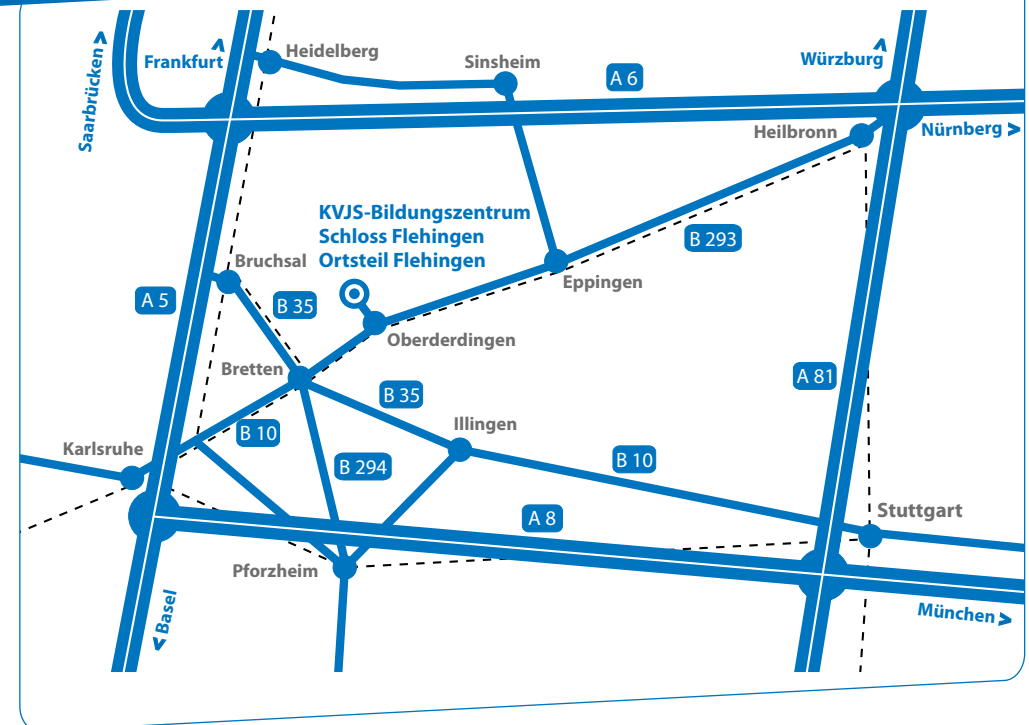 Saarbrücken >
Frankfurt >
Heidelberg
Sinsheim
A 6
Würzburg >
Heilbronn
Nürnberg >
KVJS-Bildungszentrum
Schloss Flehingen
Ortsteil Flehingen
B 293
Bruchsal
Eppingen
A 5
B 35
Oberderdingen
Bretten
A 81
B 35
B 10
Illingen
Karlsruhe
B 294
B 10
A 8
Stuttgart
Pforzheim
< Basel
München >